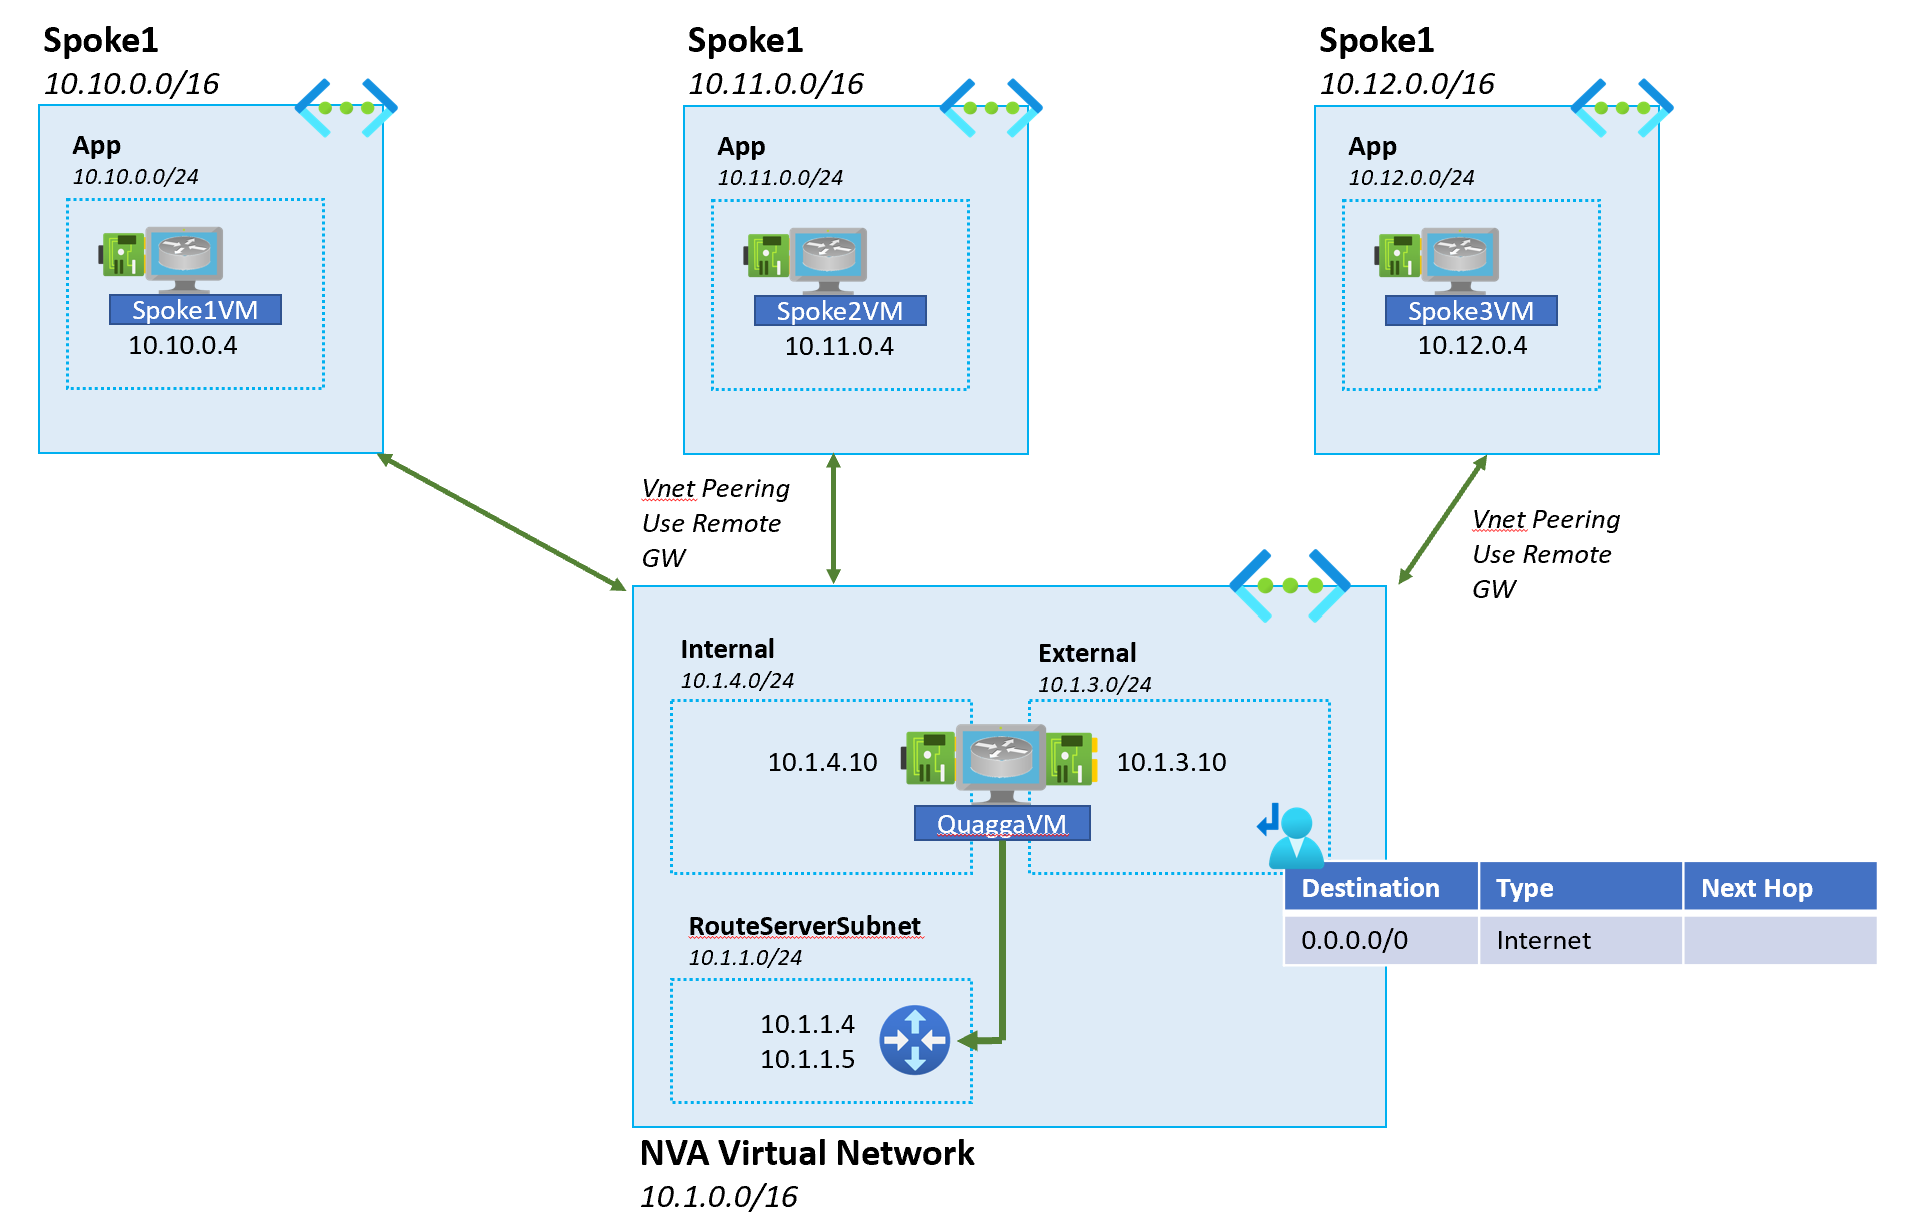 Spoke1
10.10.0.0/16
App
10.10.0.0/24
Spoke1VM
10.10.0.4
Spoke1
10.11.0.0/16
App
10.11.0.0/24
Spoke2VM
10.11.0.4
Spoke1
10.12.0.0/16
App
10.12.0.0/24
Spoke3VM
10.12.0.4
Vnet Peering
Use Remote
GW
Vnet Peering
Use Remote
GW
Internal
10.1.4.0/24
External
10.1.3.0/24
10.1.4.10
10.1.3.10
QuaggaVM
Destination Type Next Hop
0.0.0.0/0 Internet
RouteServerSubnet
10.1.1.0/24
10.1.1.4
10.1.1.5
NVA Virtual Network
10.1.0.0/16